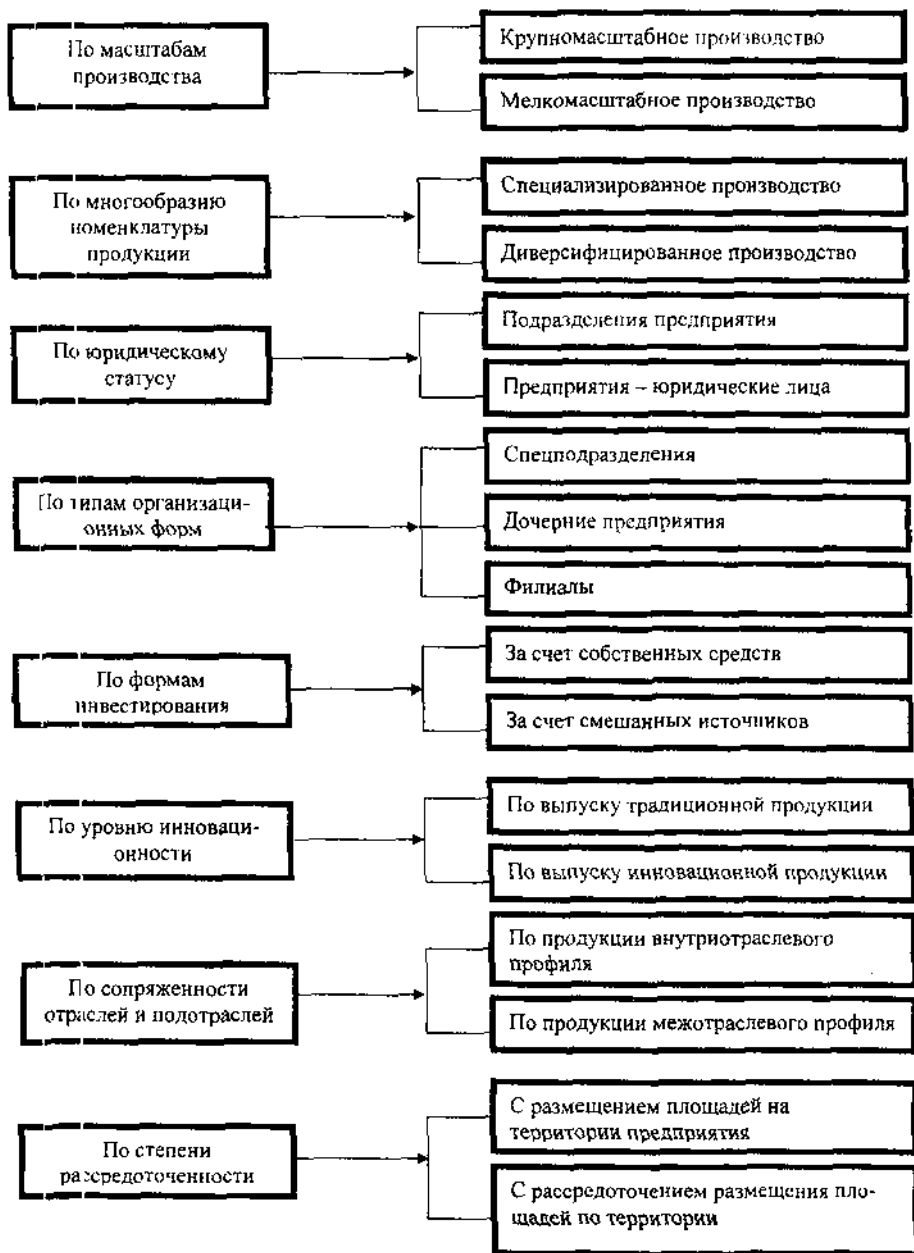 По масштабам
производства
Крупномасштабное производство
Мелкомасштабное производство
По многообразию
номенклатуры
продукции
Специализированное производство
Диверсифицированное производство
По юридическому
статусу
Подразделения предприятия
Предприятия – юридические лица
По типам организаци-
онных форм
Спецподразделения
Дочерние предприятия
Филиалы
По формам
инвестирования
За счет собственных средств
За счет смешанных источников
По уровню инноваци-
онности
По выпуску традиционной продукции
По выпуску инновационной продукции
По сопряженности
отраслей и подотраслей
По продукции внутриотраслевого
профиля
По продукции межотраслевого профиля
По степени
рассредоточенности
С размещением площадей на
территории предприятия
С рассредоточением размещения пло-
щадей по территории